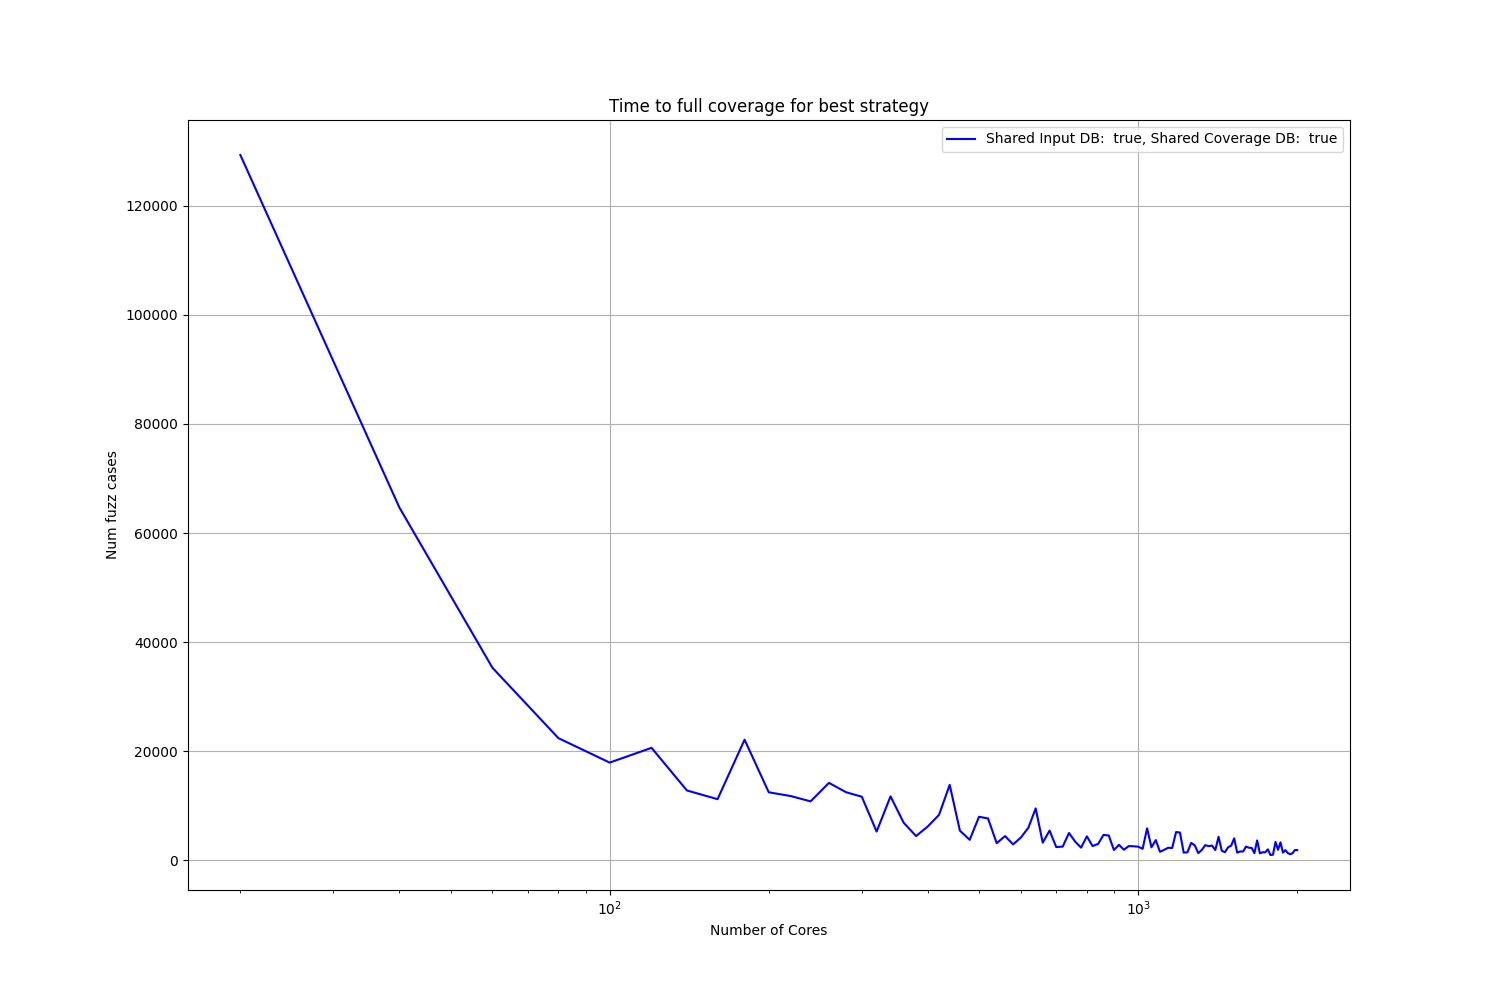 Time to full coverage for best strategy
Shared Input DB:  true, Shared Coverage DB:  true
120000
100000
80000
60000
40000
20000
0
Num fuzz cases
10²
10³
Number of Cores